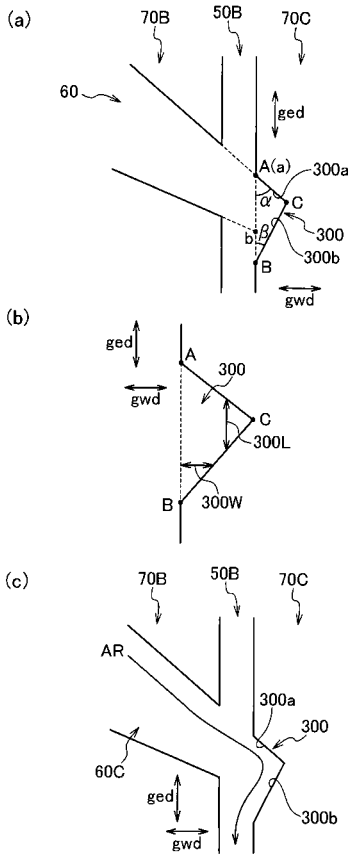 (a)
70B 50B 70C
60
ged
A(a)
300a
α
C
β
300
b
300b
B
gwd
(b)
ged
A
300
gwd
C
300L
300W
B
(c)
70B 50B 70C
AR
300a
300
60C
ged
300b
gwd